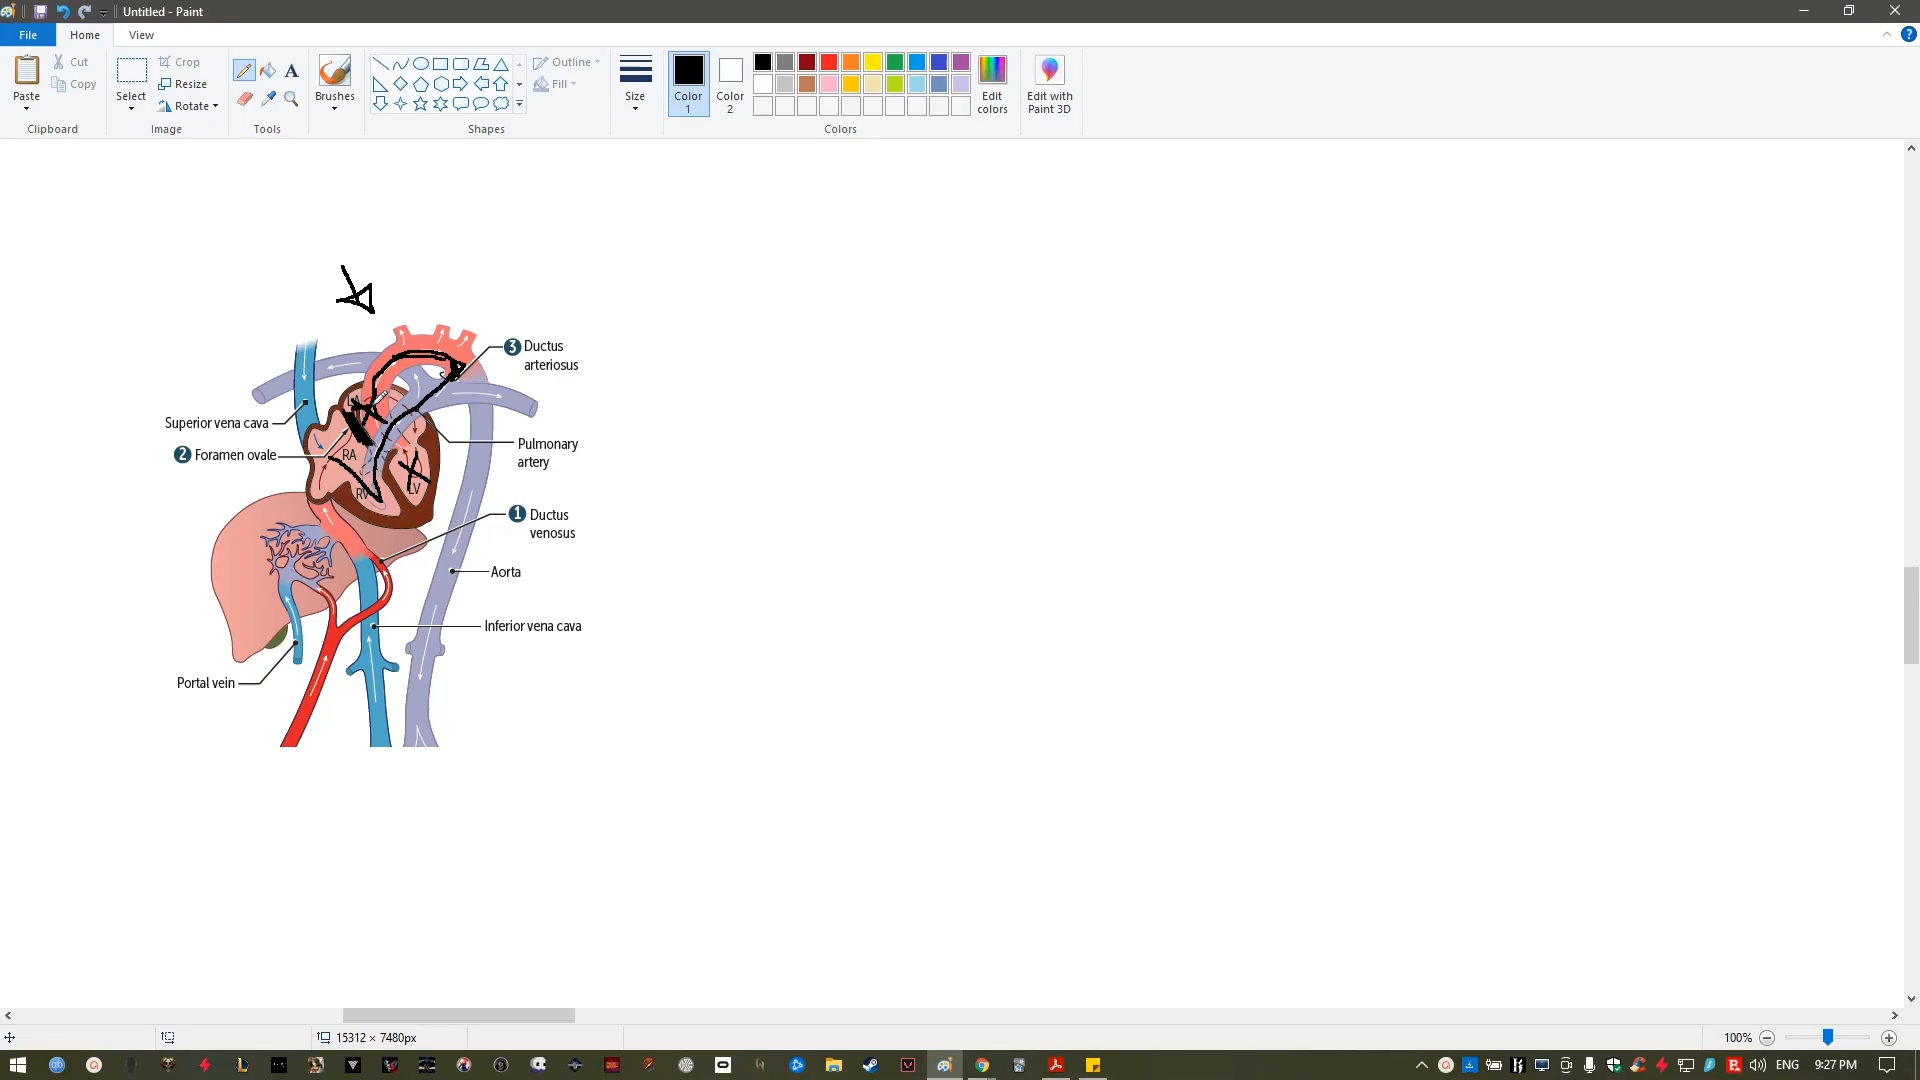 Untitled - Paint
File
Home
View
Paste
Cut
Copy
Clipboard
Select
Crop
Resize
Rotate
Image
Tools
Brushes
Shapes
Outline
Fill
Size
Color
1
Color
2
Edit
colors
Edit with
Paint 3D
Colors
3 Ductus
arteriosus
Superior vena cava
2 Foramen ovale
LA
RA
RV
LV
Pulmonary
artery
1 Ductus
venosus
Aorta
Inferior vena cava
Portal vein
15312 × 7480px
100%
ENG
9:27 PM